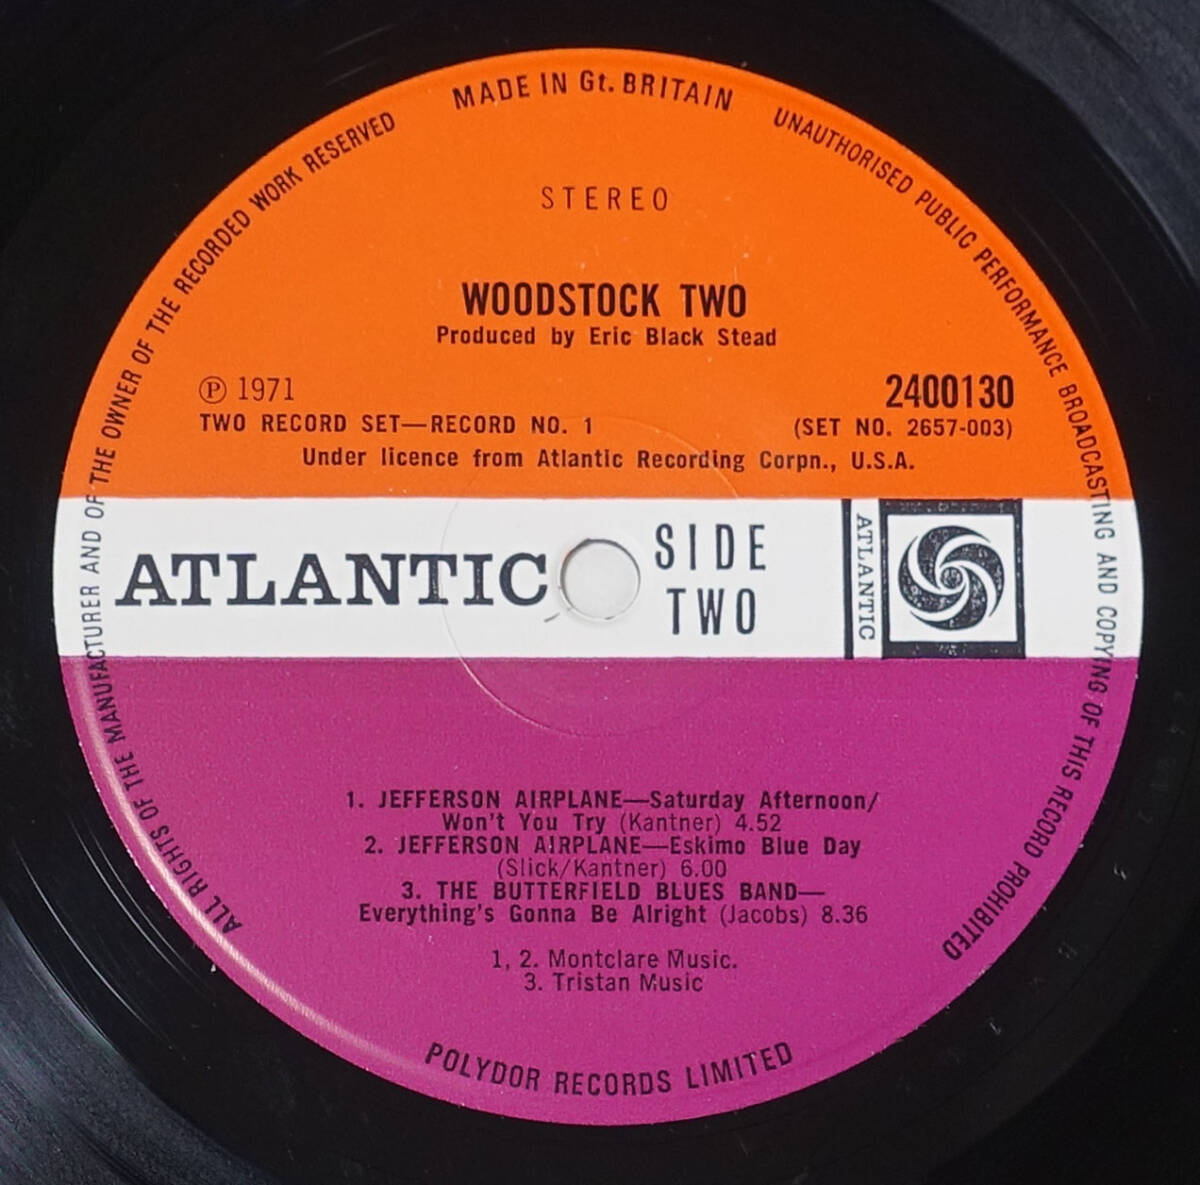 MADE IN Gt. BRITAIN
UNAUTHORISED PUBLIC PERFORMANCE BROADCASTING AND COPYING OF THIS RECORD PROHIBITED
ALL RIGHTS OF THE MANUFACTURER AND OF THE OWNER OF THE RECORDED WORK RESERVED
STEREO
WOODSTOCK TWO
Produced by Eric Black Stead
℗ 1971
2400130
TWO RECORD SET—RECORD NO. 1
(SET NO. 2657-003)
Under licence from Atlantic Recording Corpn., U.S.A.
ATLANTIC
SIDE
TWO
ATLANTIC
1. JEFFERSON AIRPLANE—Saturday Afternoon/
Won't You Try (Kantner) 4.52
2. JEFFERSON AIRPLANE—Eskimo Blue Day
(Slick/Kantner) 6.00
3. THE BUTTERFIELD BLUES BAND—
Everything's Gonna Be Alright (Jacobs) 8.36
1, 2. Montclare Music.
3. Tristan Music
POLYDOR RECORDS LIMITED